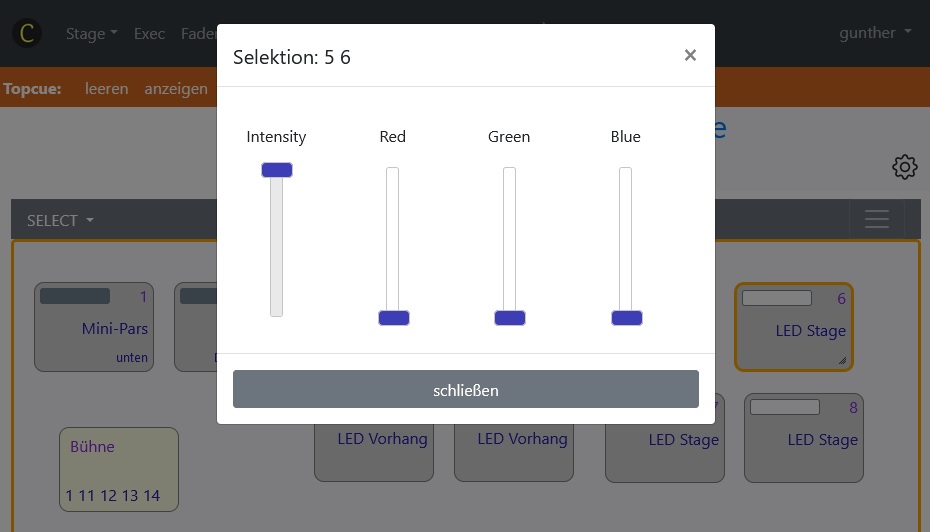 C
Stage
Exec
Fader
gunther
Topcue:
leeren
anzeigen
Selektion: 5 6
×
Intensity
Red
Green
Blue
schließen
SELECT
1
Mini-Pars
unten
6
LED Stage
LED Vorhang
LED Vorhang
7
LED Stage
8
LED Stage
Bühne
1 11 12 13 14